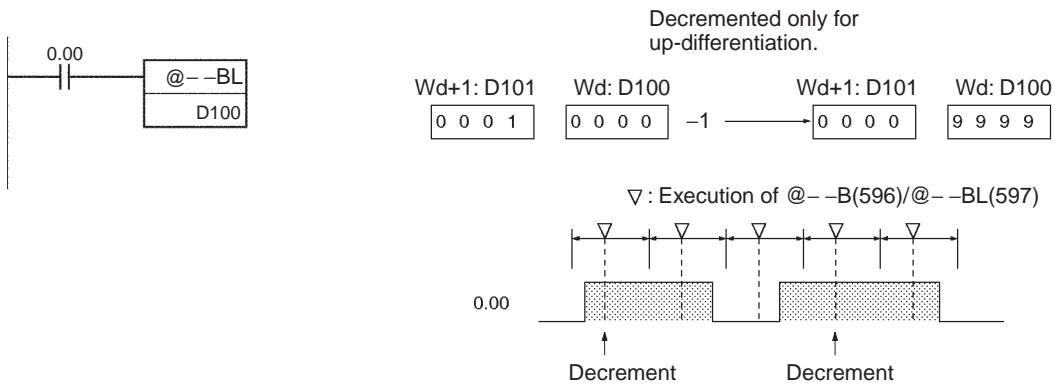 Decremented only for
up-differentiation.
0.00
@− −BL
D100
Wd+1: D101 Wd: D100 Wd+1: D101 Wd: D100
0 0 0 1 0 0 0 0 −1 0 0 0 0 9 9 9 9
▽ : Execution of @− −B(596)/@− −BL(597)
0.00
Decrement Decrement